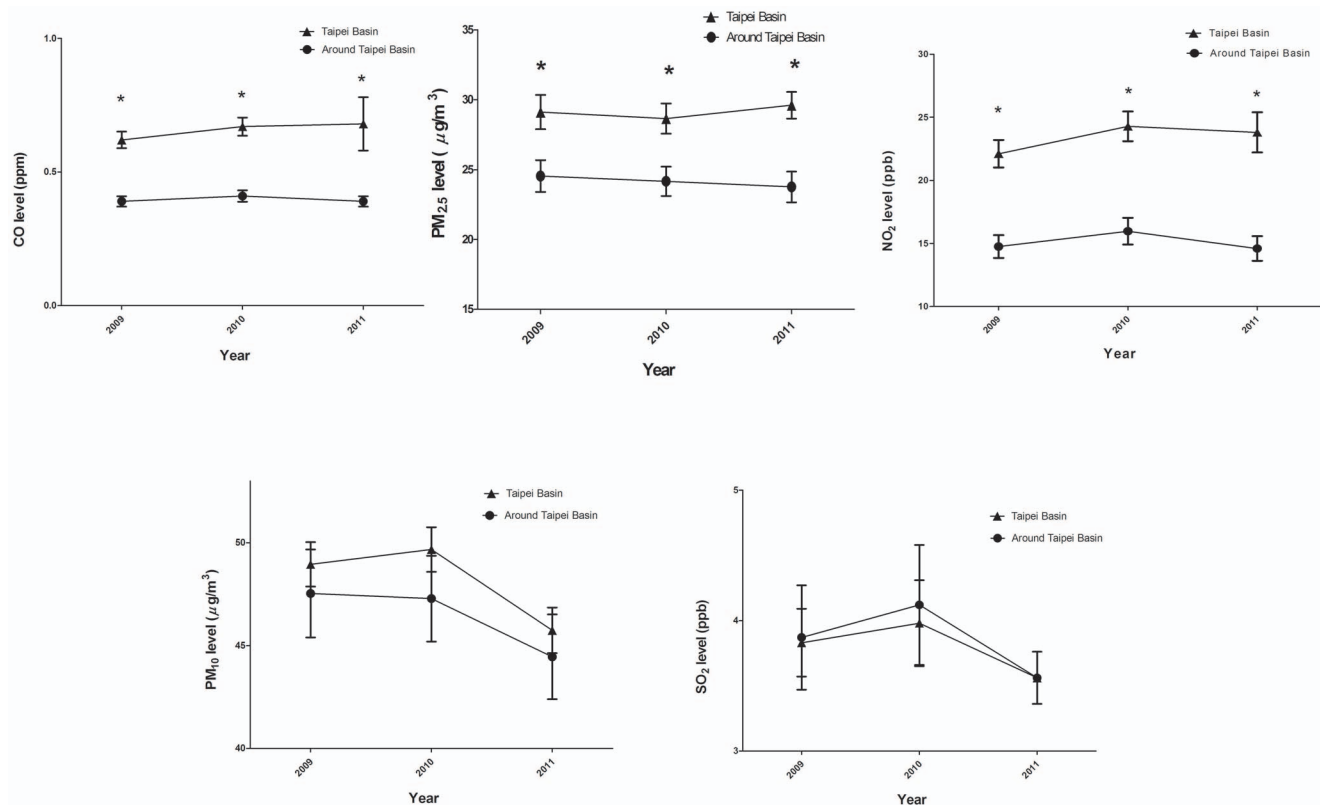 Taipei Basin
Around Taipei Basin
1.0
0.5
0.0
CO level (ppm)
*
*
*
2009
2010
2011
Year
Taipei Basin
Around Taipei Basin
35
30
25
20
15
PM2.5 level ( μg/m 3)
*
*
*
2009
2010
2011
Year
Taipei Basin
Around Taipei Basin
30
25
20
15
10
NO2 level (ppb)
*
*
*
2009
2010
2011
Year
Taipei Basin
Around Taipei Basin
50
45
40
PM10 level (μg/m3)
2009
2010
2011
Year
Taipei Basin
Around Taipei Basin
5
4
3
SO2 level (ppb)
2009
2010
2011
Year